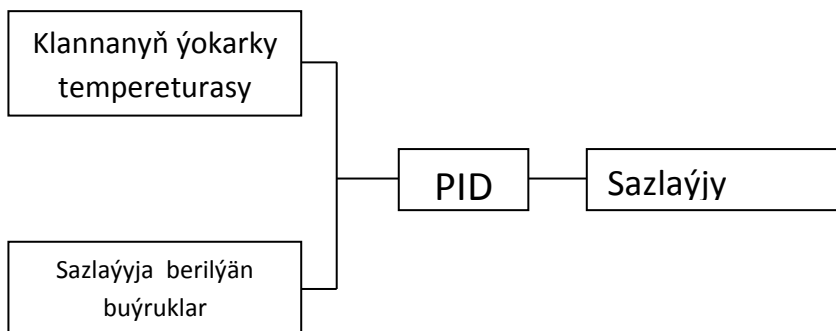 Klannanyň ýokarky
tempereturasy
PID
Sazlaýjy
Sazlaýyja berilýän
buýruklar